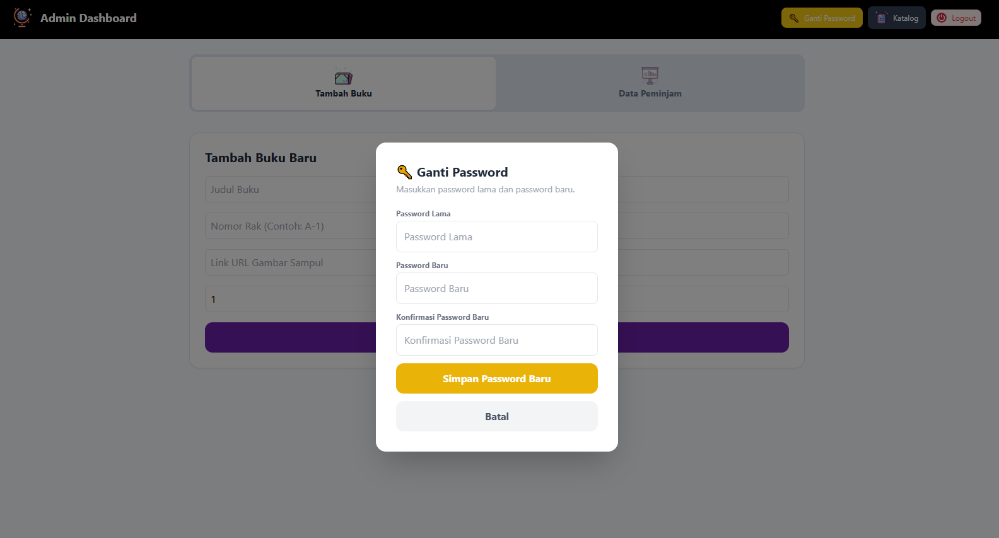 Admin Dashboard
Ganti Password
Katalog
Logout
Tambah Buku
Data Peminjam
Tambah Buku Baru
Judul Buku
Nomor Rak (Contoh: A-1)
Link URL Gambar Sampul
1
Ganti Password
Masukkan password lama dan password baru.
Password Lama
Password Lama
Password Baru
Password Baru
Konfirmasi Password Baru
Konfirmasi Password Baru
Simpan Password Baru
Batal